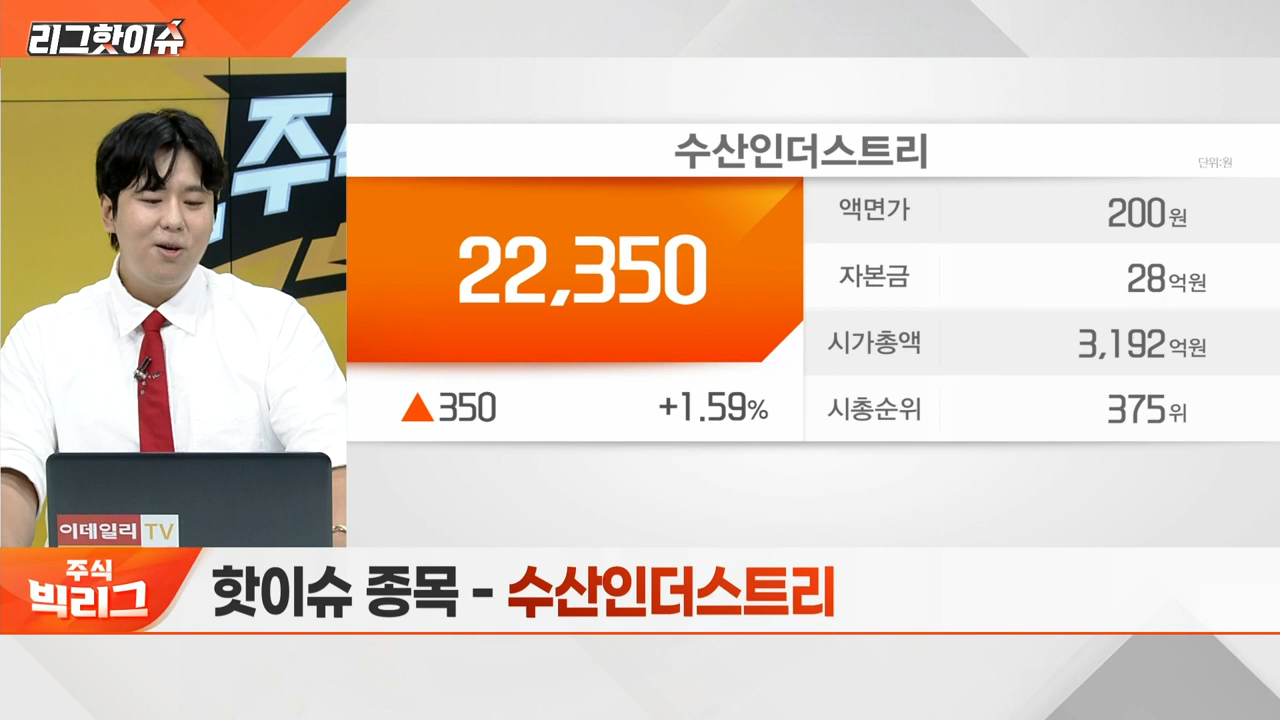 리그핫이슈
주식
수산인더스트리
단위:원
22,350
▲350 +1.59%
액면가 200원
자본금 28억원
시가총액 3,192억원
시총순위 375위
이데일리TV
주식
빅리그
핫이슈 종목 - 수산인더스트리